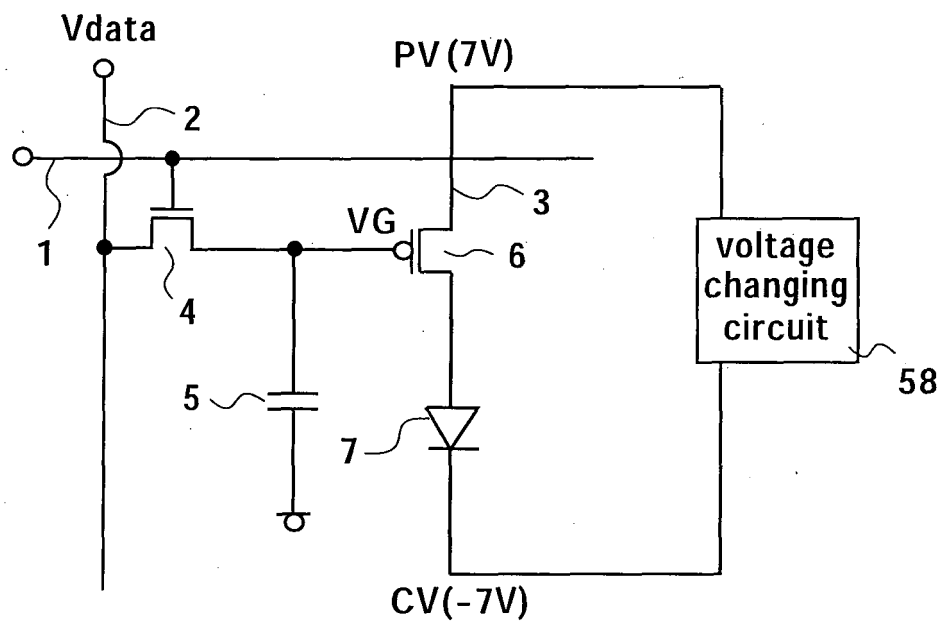 Vdata
PV(7V)
2
1
VG
3
6
4
voltage
changing
circuit
58
5
7
CV(-7V)